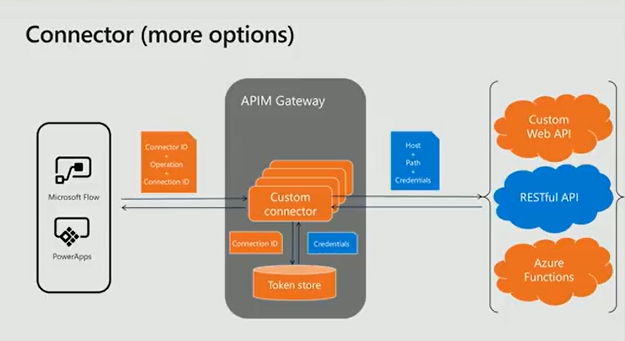 Connector (more options)
APIM Gateway
Connector ID
+
Operation
+
Connection ID
Host
+
Path
+
Credentials
Custom
Web API
Microsoft Flow
PowerApps
Custom
connector
RESTful API
Connection ID
Credentials
Token store
Azure
Functions